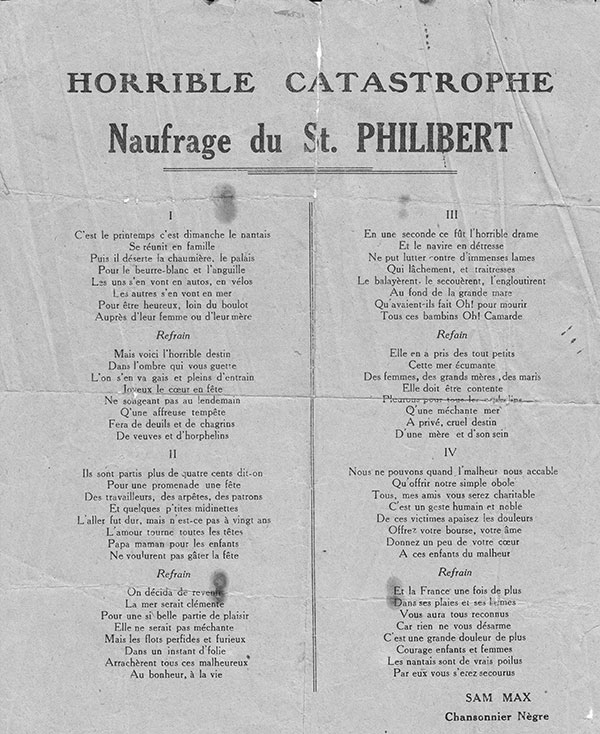 HORRIBLE CATASTROPHE
Naufrage du St. PHILIBERT
I
C'est le printemps c'est dimanche le nantais
Se réunit en famille
Puis il déserte la chaumière, le palais
Pour le beurre-blanc et l'anguille
Les uns s'en vont en autos, en vélos
Les autres s'en vont en mer
Pour être heureux, loin du boulot
Auprès d'leur femme ou d'leur mère
Refrain
Mais voici l'horrible destin
Dans l'ombre qui vous guette
L'on s'en va gais et pleins d'entrain
Joyeux le cœur en fête
Ne songeant pas au lendemain
Q'une affreuse tempête
Fera de deuils et de chagrins
De veuves et d'horphelins
II
Ils sont partis plus de quatre cents dit-on
Pour une promenade une fête
Des travailleurs, des arpêtes, des patrons
Et quelques p'tites midinettes
L'aller fut dur, mais n'est-ce pas à vingt ans
L'amour tourne toutes les têtes
Papa maman pour les enfants
Ne voulurent pas gâter la fête
Refrain
On décida de revenir
La mer serait clémente
Pour une si belle partie de plaisir
Elle ne serait pas méchante
Mais les flots perfides et furieux
Dans un instant d'folie
Arrachèrent tous ces malheureux
Au bonheur, à la vie
III
En une seconde ce fût l'horrible drame
Et le navire en détresse
Ne put lutter contre d'immenses lames
Qui lâchement, et traitresses
Le balayèrent, le secouèrent, l'engloutirent
Au fond de la grande mare
Qu'avaient-ils fait Oh! pour mourir
Tous ces bambins Oh! Camarde
Refain
Elle en a pris des tout petits
Cette mer écumante
Des femmes, des grands mères, des maris
Elle doit être contente
Pleurons pour tous les orphelins
Q'une méchante mer
A privé, cruel destin
D'une mère et d'son sein
IV
Nous ne pouvons quand l'malheur nous accable
Qu'offrir notre simple obole
Tous, mes amis vous serez charitable
C'est un geste humain et noble
De ces victimes apaisez les douleurs
Offrez votre bourse, votre âme
Donnez un peu de votre cœur
A ces enfants du malheur
Refrain
Et la France une fois de plus
Dans ses plaies et ses larmes
Vous aura tous reconnus
Car rien ne vous désarme
C'est une grande douleur de plus
Courage enfants et femmes
Les nantais sont de vrais poilus
Par eux vous s'erez secourus
SAM MAX
Chansonnier Nègre